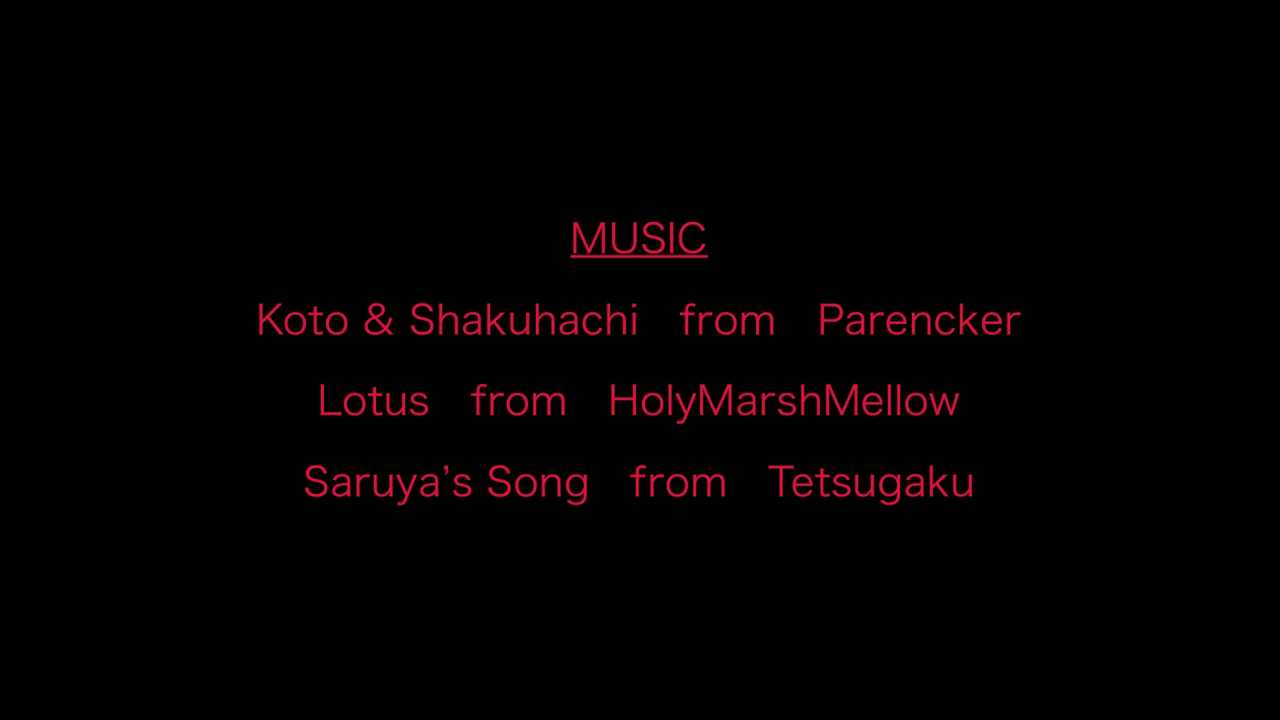 MUSIC
Koto & Shakuhachi from Parencker
Lotus from HolyMarshMellow
Saruya’s Song from Tetsugaku